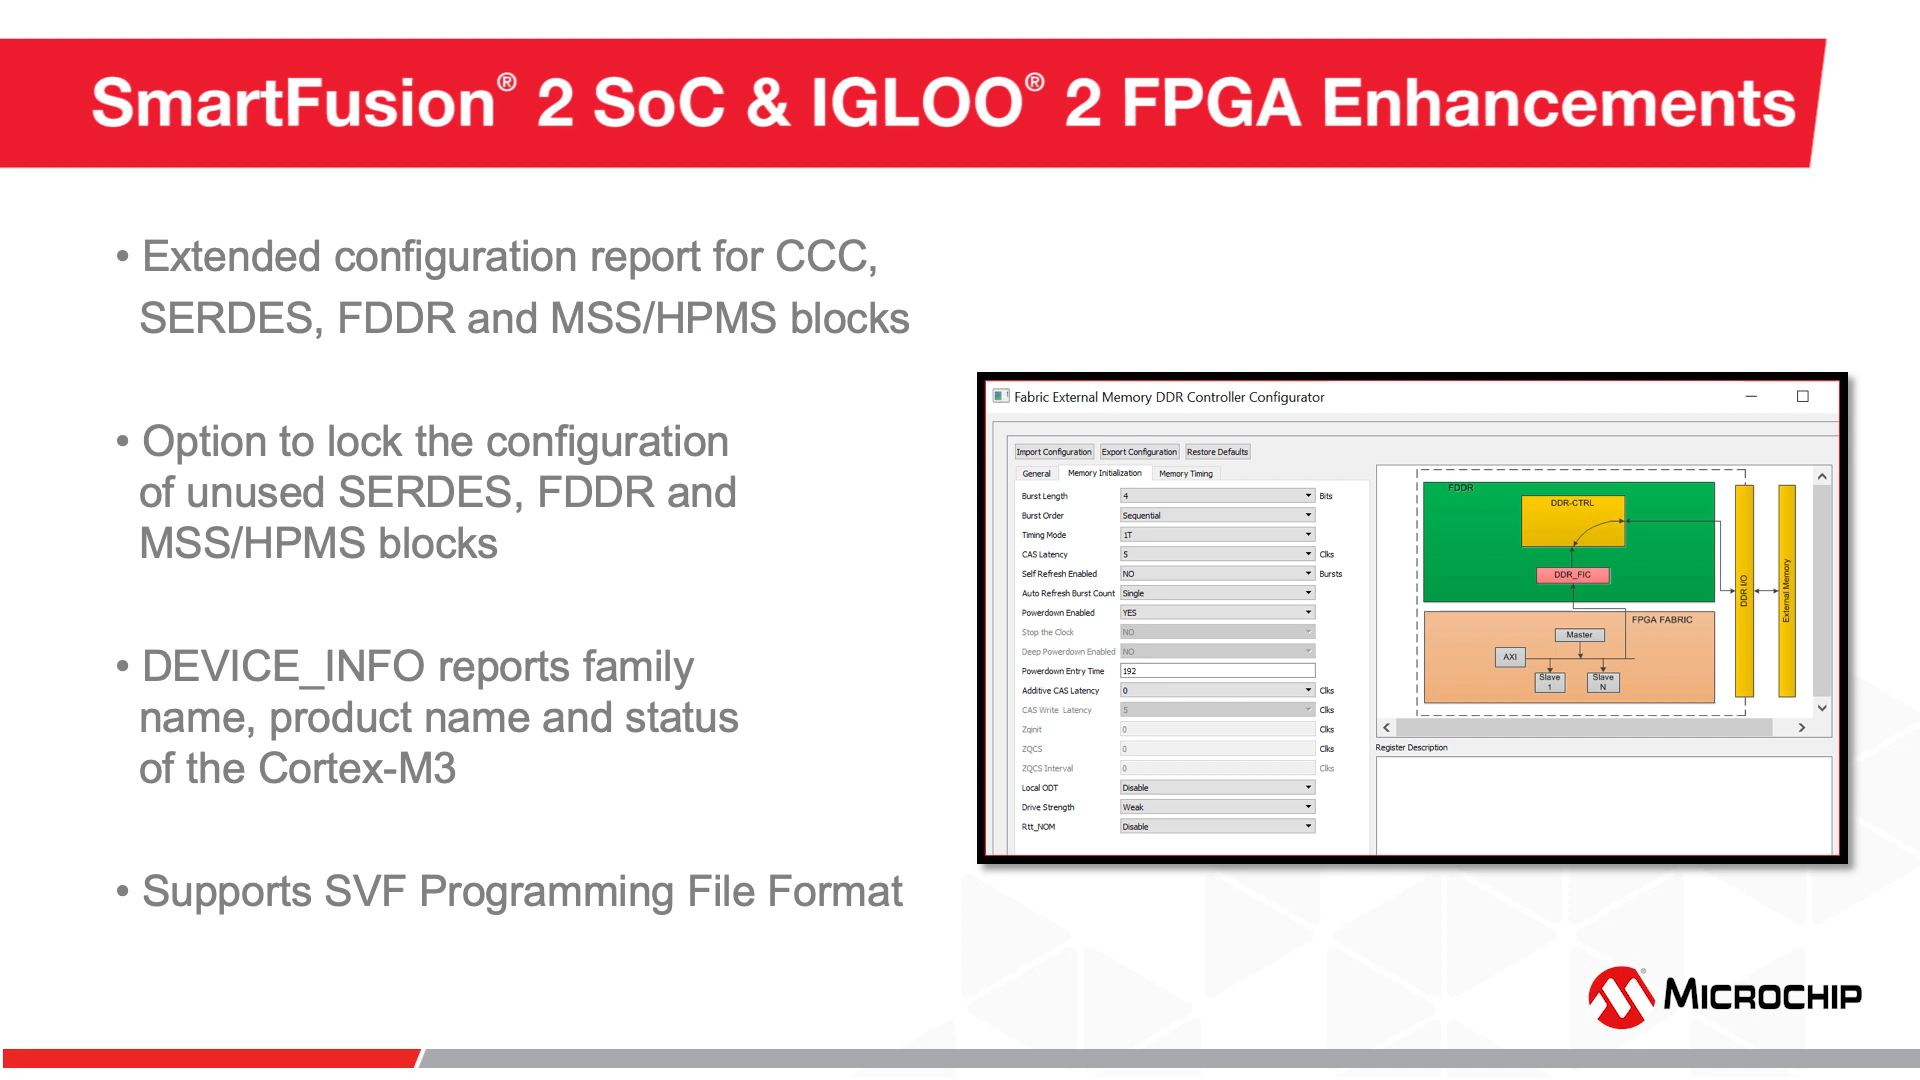 SmartFusion® 2 SoC & IGLOO® 2 FPGA Enhancements
• Extended configuration report for CCC,
SERDES, FDDR and MSS/HPMS blocks
• Option to lock the configuration
of unused SERDES, FDDR and
MSS/HPMS blocks
• DEVICE_INFO reports family
name, product name and status
of the Cortex-M3
• Supports SVF Programming File Format
Fabric External Memory DDR Controller Configurator
Import Configuration Export Configuration Restore Defaults
General Memory Initialization Memory Timing
Burst Length 4 Bits
Burst Order Sequential
Timing Mode 1T
CAS Latency 5 Clks
Self Refresh Enabled NO Bursts
Auto Refresh Burst Count Single
Powerdown Enabled YES
Stop the Clock NO
Deep Powerdown Enabled NO
Powerdown Entry Time 192
Additive CAS Latency 0 Clks
CAS Write Latency 5 Clks
Zqinit 0 Clks
ZQCS 0 Clks
ZQCS Interval 0 Clks
Local ODT Disable
Drive Strength Weak
Rtt_NOM Disable
FDDR
DDR-CTRL
DDR_FIC
FPGA FABRIC
Master
AXI
Slave
1
Slave
N
DDR I/O
External Memory
Register Description
MICROCHIP